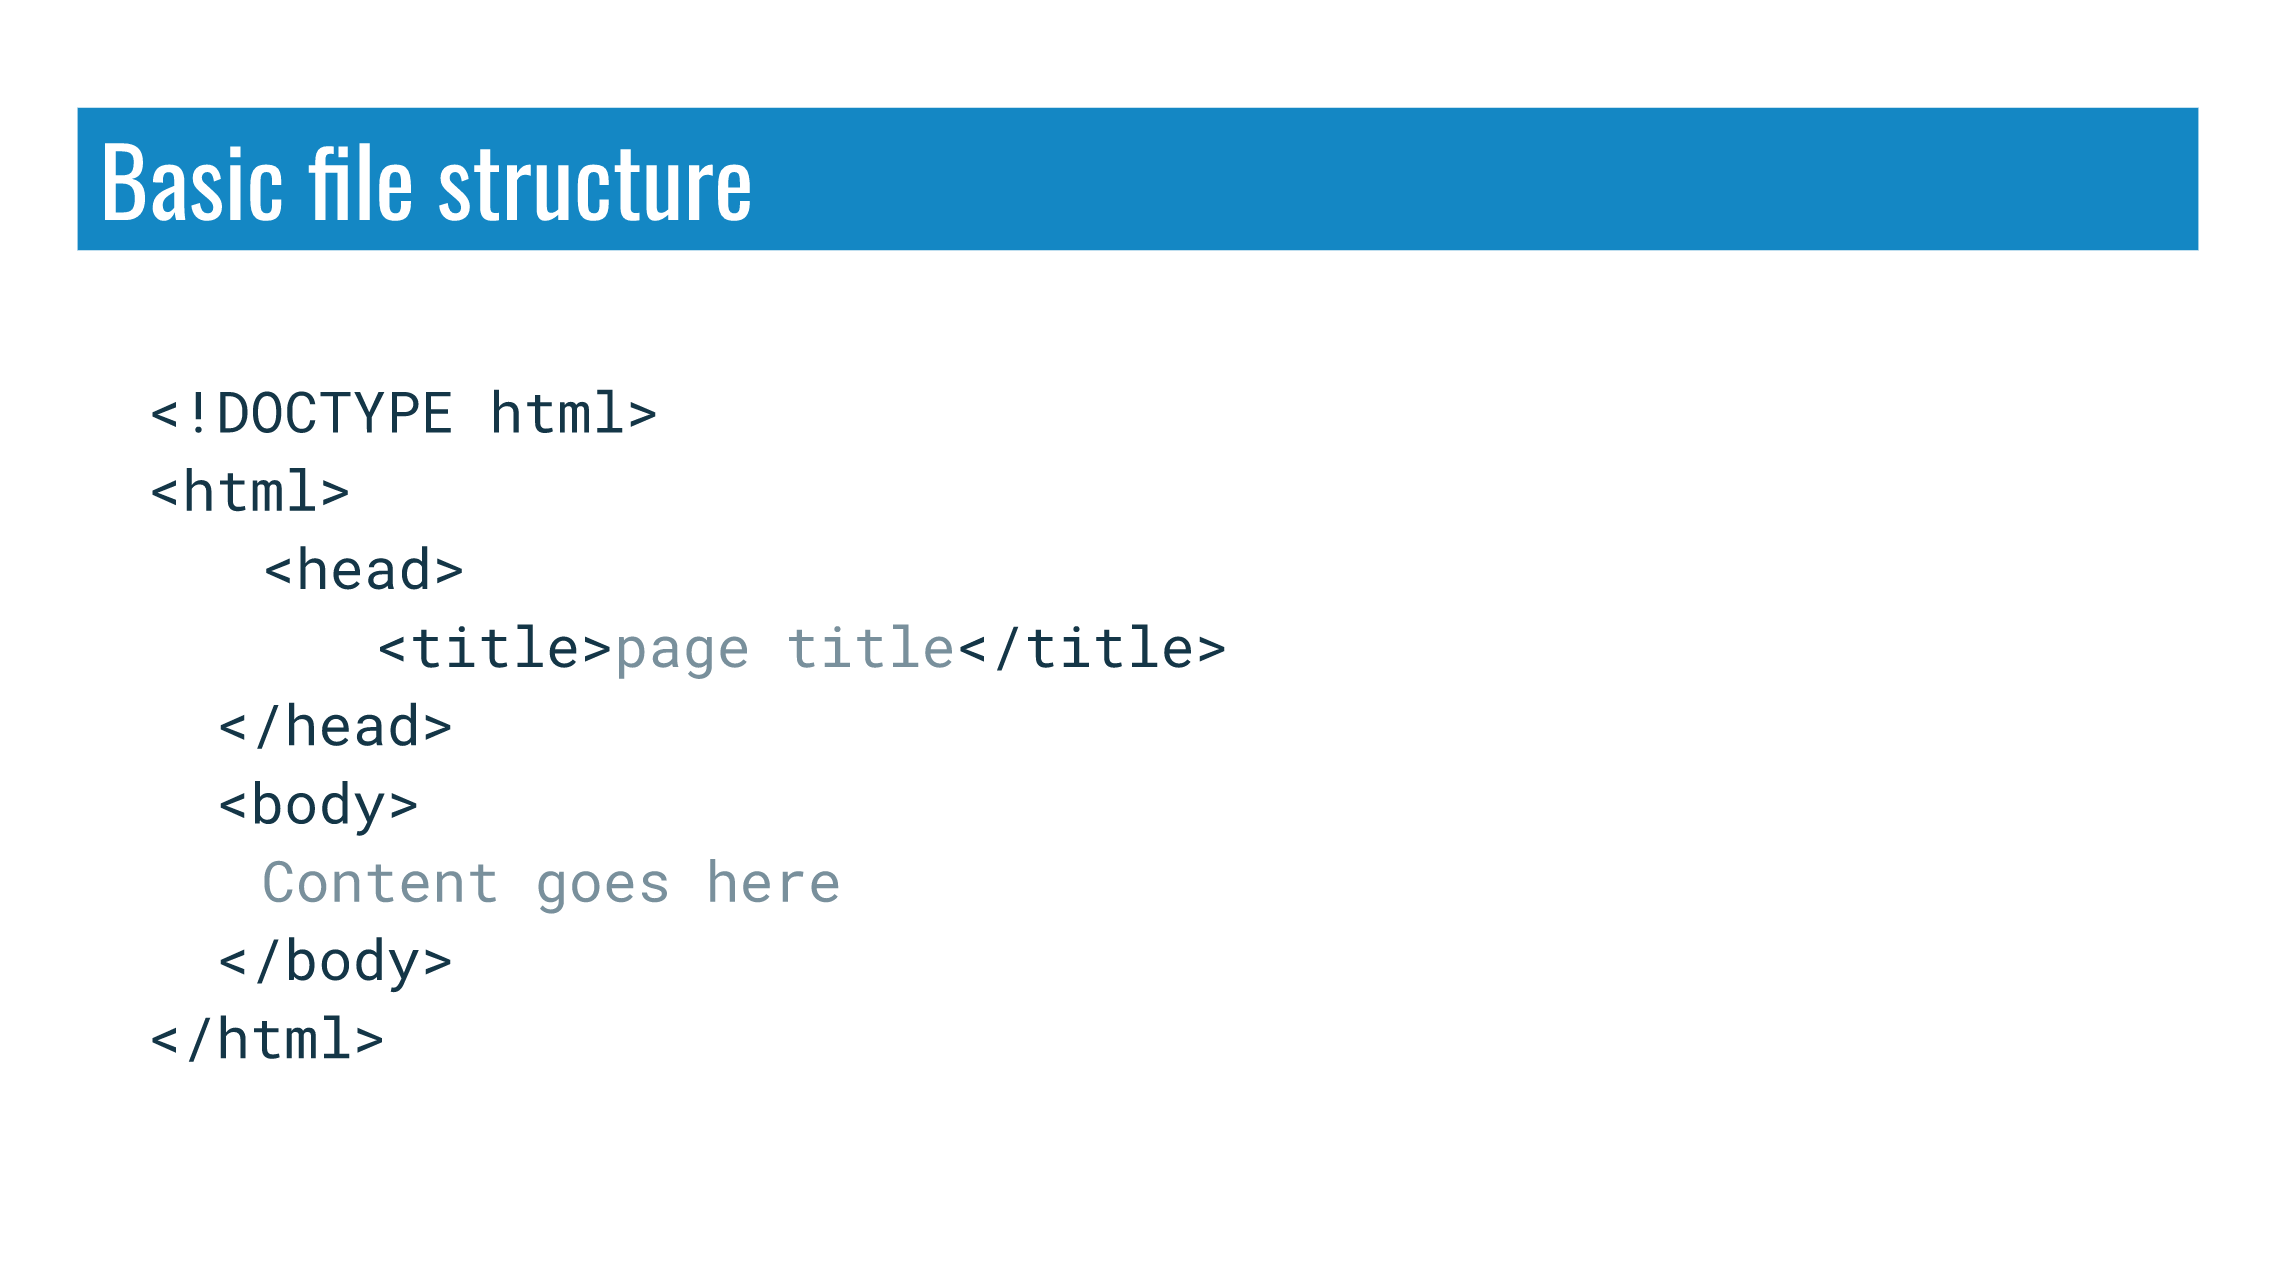 Basic file structure
<!DOCTYPE html>
<html>
<head>
<title>page title</title>
</head>
<body>
Content goes here
</body>
</html>